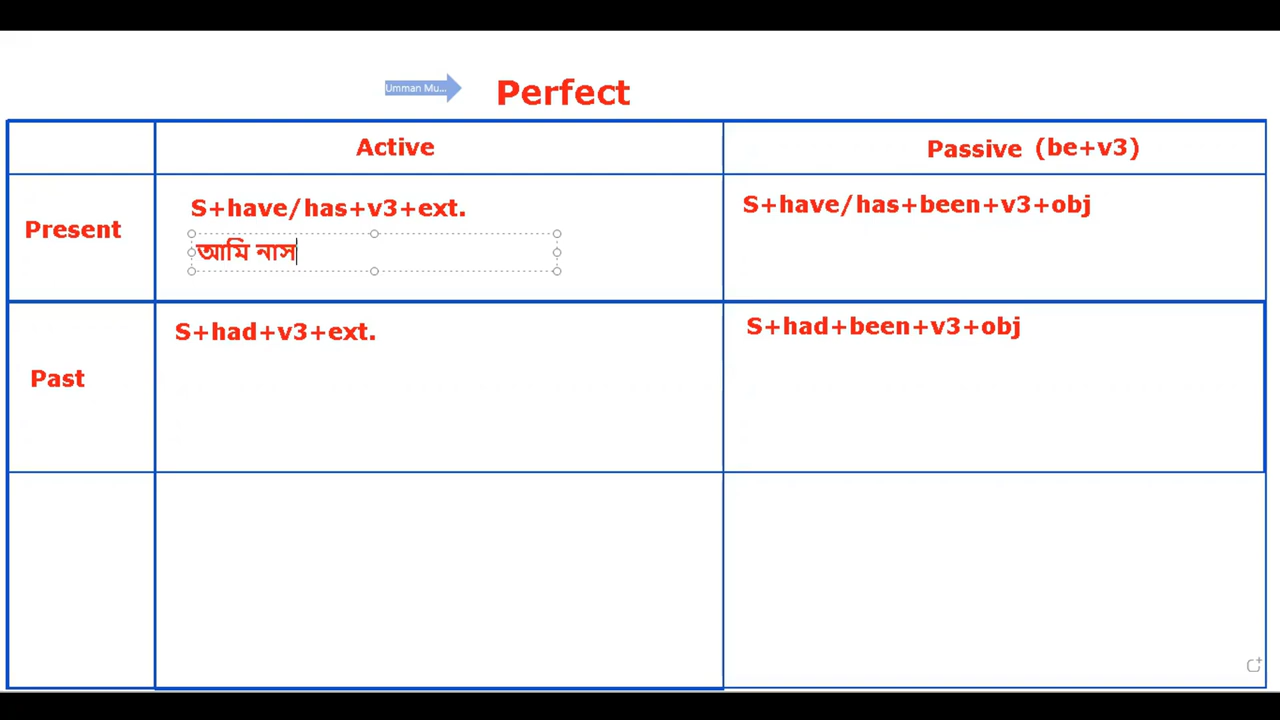 Umman Mu...
Perfect
Active
Passive (be+v3)
Present
S+have/has+v3+ext.
S+have/has+been+v3+obj
আমি নাস
Past
S+had+v3+ext.
S+had+been+v3+obj